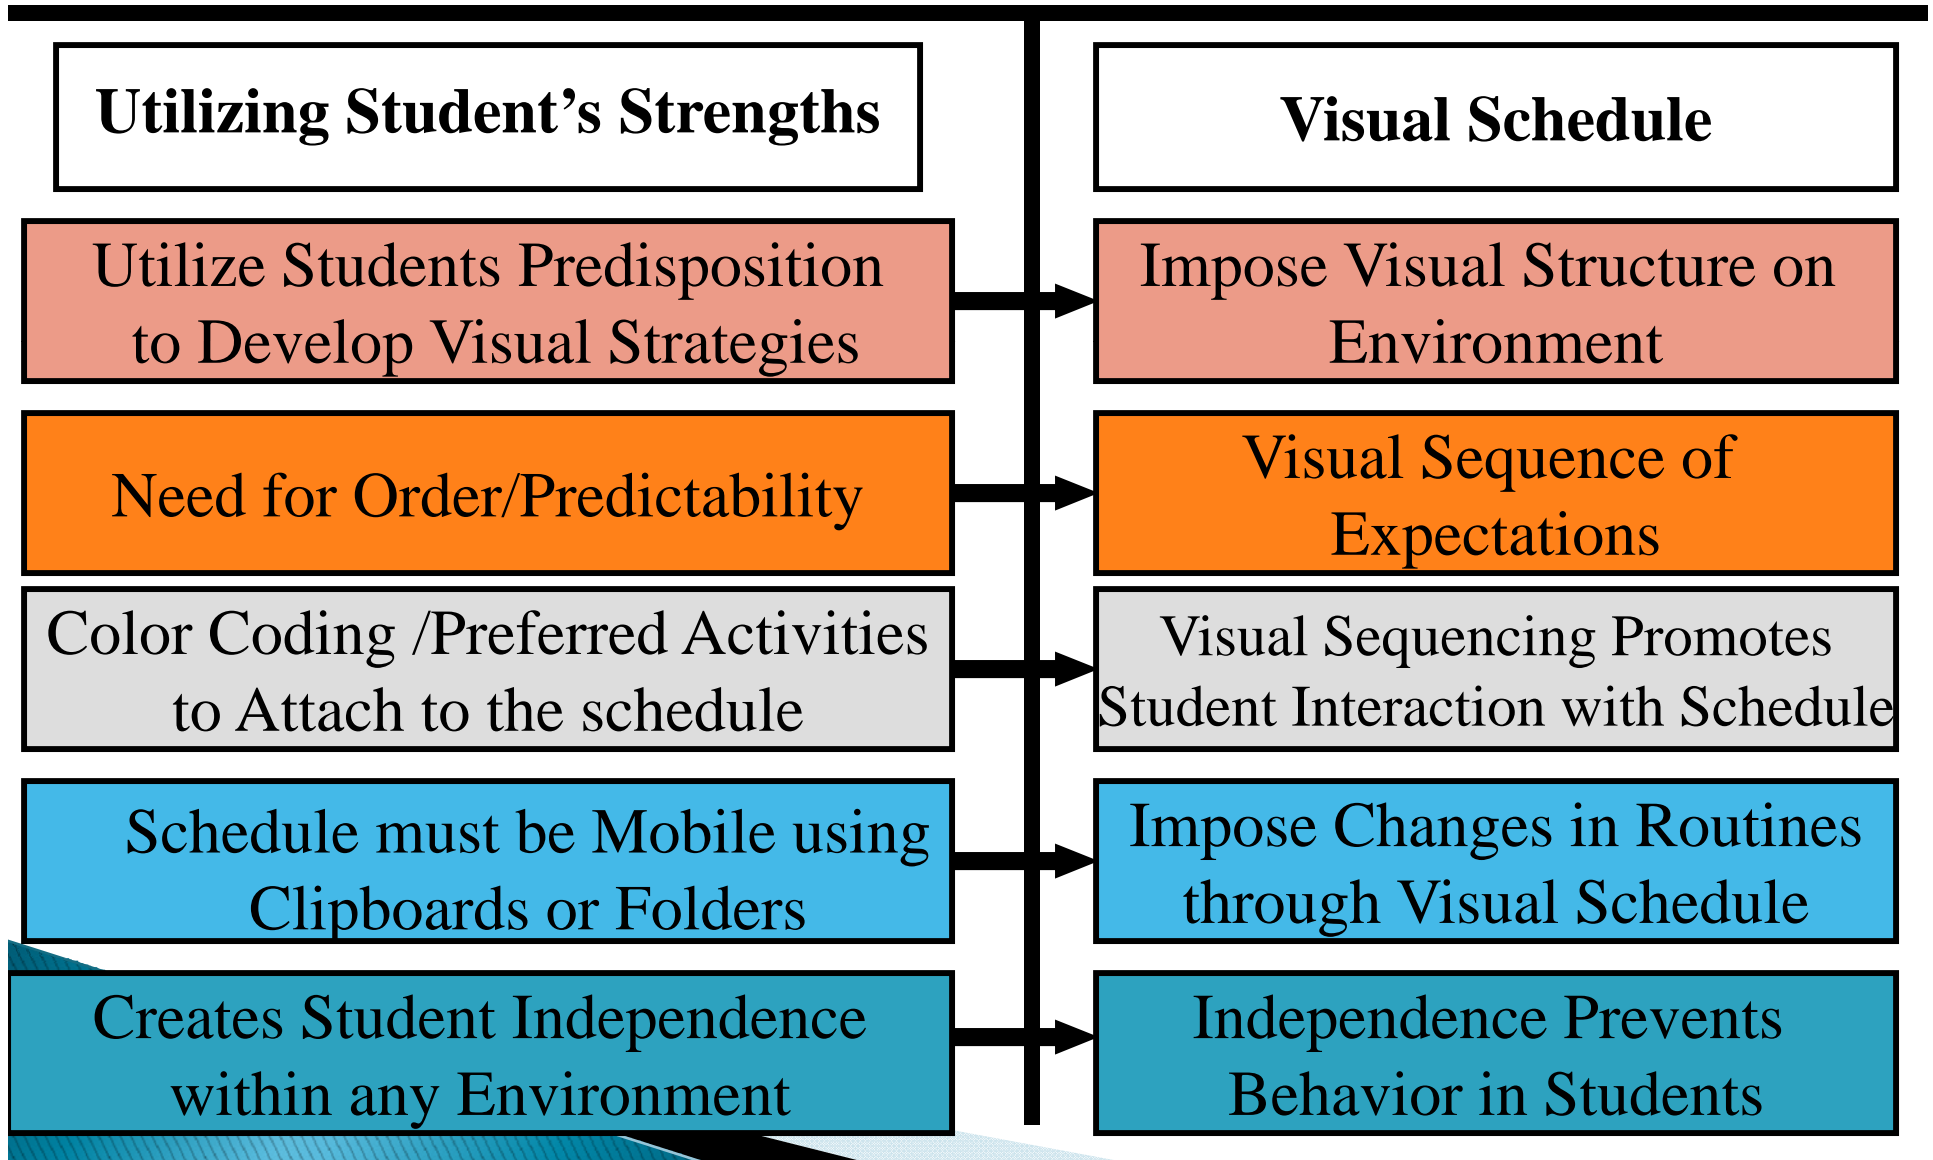 Utilizing Student’s Strengths
Visual Schedule
Utilize Students Predisposition
to Develop Visual Strategies
Impose Visual Structure on
Environment
Need for Order/Predictability
Visual Sequence of
Expectations
Color Coding /Preferred Activities
to Attach to the schedule
Visual Sequencing Promotes
Student Interaction with Schedule
Schedule must be Mobile using
Clipboards or Folders
Impose Changes in Routines
through Visual Schedule
Creates Student Independence
within any Environment
Independence Prevents
Behavior in Students